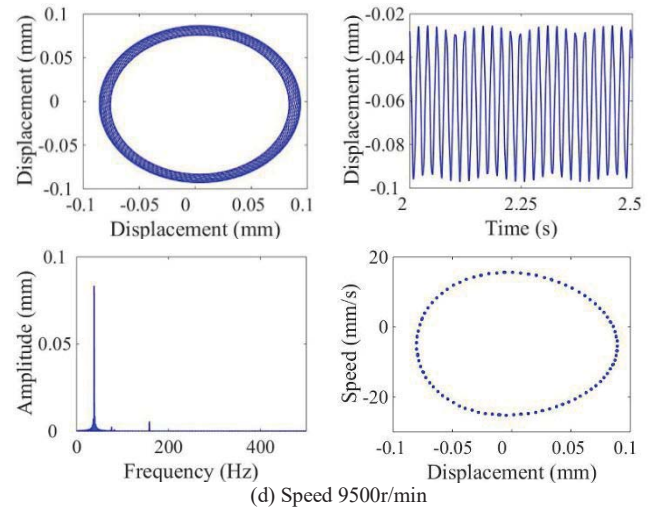 0.1
0.05
0
-0.05
-0.1
Displacement (mm)
-0.1 -0.05 0 0.05 0.1
Displacement (mm)
-0.02
-0.04
-0.06
-0.08
-0.1
Displacement (mm)
2 2.25 2.5
Time (s)
0.1
0.05
0
Amplitude (mm)
0 200 400
Frequency (Hz)
20
0
-20
Speed (mm/s)
-0.1 -0.05 0 0.05 0.1
Displacement (mm)
(d) Speed 9500r/min